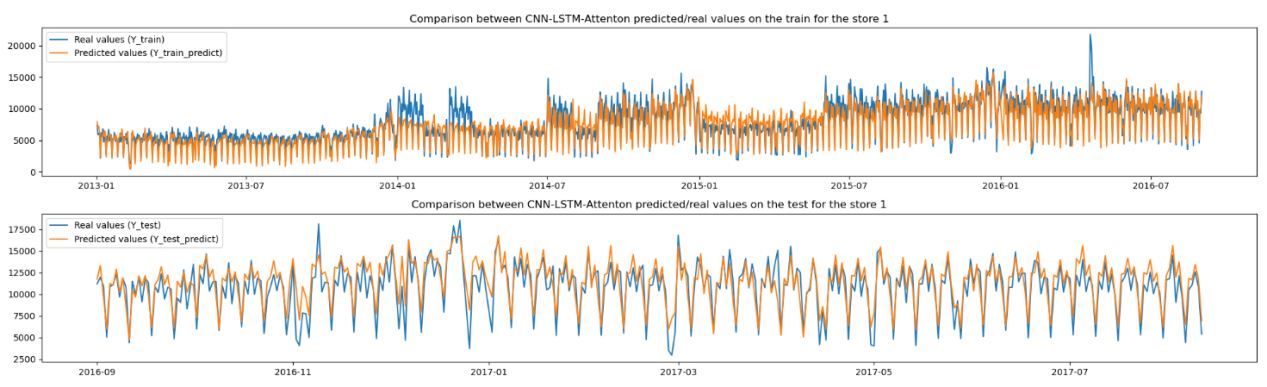 Comparison between CNN-LSTM-Attenton predicted/real values on the train for the store 1
Real values (Y_train)
Predicted values (Y_train_predict)
20000
15000
10000
5000
0
2013-01 2013-07 2014-01 2014-07 2015-01 2015-07 2016-01 2016-07
Comparison between CNN-LSTM-Attenton predicted/real values on the test for the store 1
Real values (Y_test)
Predicted values (Y_test_predict)
17500
15000
12500
10000
7500
5000
2500
2016-09 2016-11 2017-01 2017-03 2017-05 2017-07